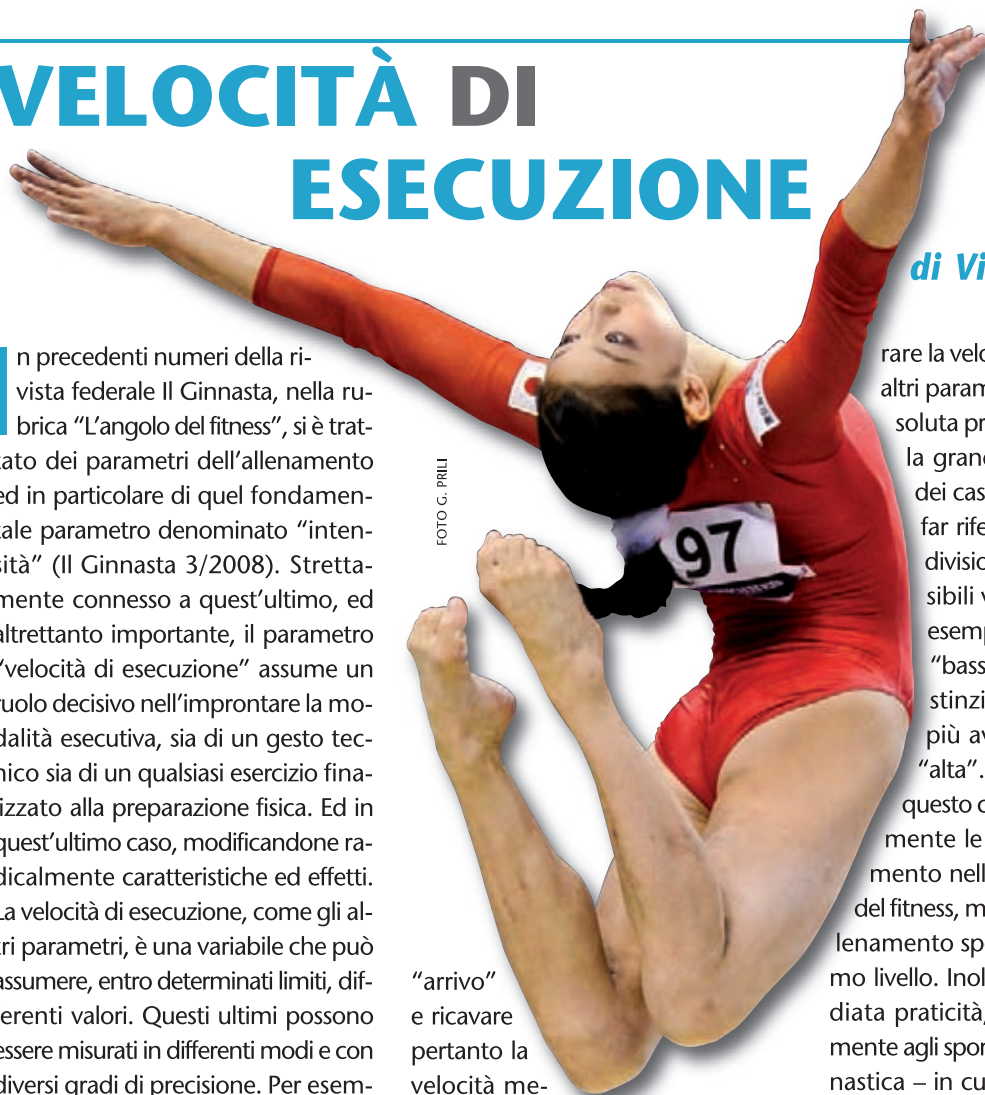 VELOCITÀ DI
ESECUZIONE
di Vi
In precedenti numeri della ri-
vista federale Il Ginnasta, nella ru-
brica “L’angolo del fitness”, si è trat-
tato dei parametri dell’allenamento
ed in particolare di quel fondamen-
tale parametro denominato “inten-
sità” (Il Ginnasta 3/2008). Stretta-
mente connesso a quest’ultimo, ed
altrettanto importante, il parametro
“velocità di esecuzione” assume un
ruolo decisivo nell’improntare la mo-
dalità esecutiva, sia di un gesto tec-
nico sia di un qualsiasi esercizio fina-
lizzato alla preparazione fisica. Ed in
quest’ultimo caso, modificandone ra-
dicalmente caratteristiche ed effetti.
La velocità di esecuzione, come gli al-
tri parametri, è una variabile che può
assumere, entro determinati limiti, dif-
ferenti valori. Questi ultimi possono
essere misurati in differenti modi e con
diversi gradi di precisione. Per esem-
FOTO G. PRILI
97
“arrivo”
e ricavare
pertanto la
velocità me-
rare la velo
altri param
soluta pr
la gran
dei cas
far rife
divisio
sibili v
esemp
“bass
stinzi
più av
“alta”.
questo c
mente le
mento nell
del fitness, m
lenamento spo
mo livello. Inol
diata praticità,
mente agli spor
nastica – in cu